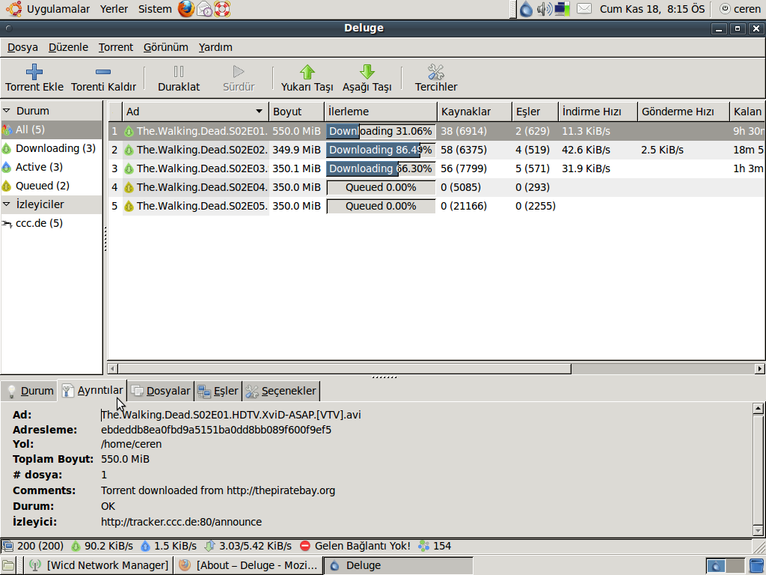 Uygulamalar Yerler Sistem Cum Kas 18, 8:15 ÖS ceren
Deluge
Dosya Düzenle Torrent Görünüm Yardım
Torrent Ekle Torenti Kaldır Duraklat Sürdür Yukarı Taşı Aşağı Taşı Tercihler
Durum
All (5)
Downloading (3)
Active (3)
Queued (2)
İzleyiciler
ccc.de (5)
Ad Boyut İlerleme Kaynaklar Eşler İndirme Hızı Gönderme Hızı Kalan
1 The.Walking.Dead.S02E01. 550.0 MiB Downloading 31.06% 38 (6914) 2 (629) 11.3 KiB/s 9h 30
2 The.Walking.Dead.S02E02. 349.9 MiB Downloading 86.49% 58 (6375) 4 (519) 42.6 KiB/s 2.5 KiB/s 18m 5
3 The.Walking.Dead.S02E03. 350.1 MiB Downloading 66.30% 56 (7799) 5 (571) 31.9 KiB/s 1h 3m
4 The.Walking.Dead.S02E04. 350.0 MiB Queued 0.00% 0 (5085) 0 (293)
5 The.Walking.Dead.S02E05. 350.0 MiB Queued 0.00% 0 (21166) 0 (2255)
Durum Ayrıntılar Dosyalar Eşler Seçenekler
Ad: The.Walking.Dead.S02E01.HDTV.XviD-ASAP.[VTV].avi
Adresleme: ebdeddb8ea0fbd9a5151ba0dd8bb089f600f9ef5
Yol: /home/ceren
Toplam Boyut: 550.0 MiB
# dosya: 1
Comments: Torrent downloaded from http://thepiratebay.org
Durum: OK
İzleyici: http://tracker.ccc.de:80/announce
200 (200) 90.2 KiB/s 1.5 KiB/s 3.03/5.42 KiB/s Gelen Bağlantı Yok! 154
[Wicd Network Manager] [About – Deluge - Mozi... Deluge